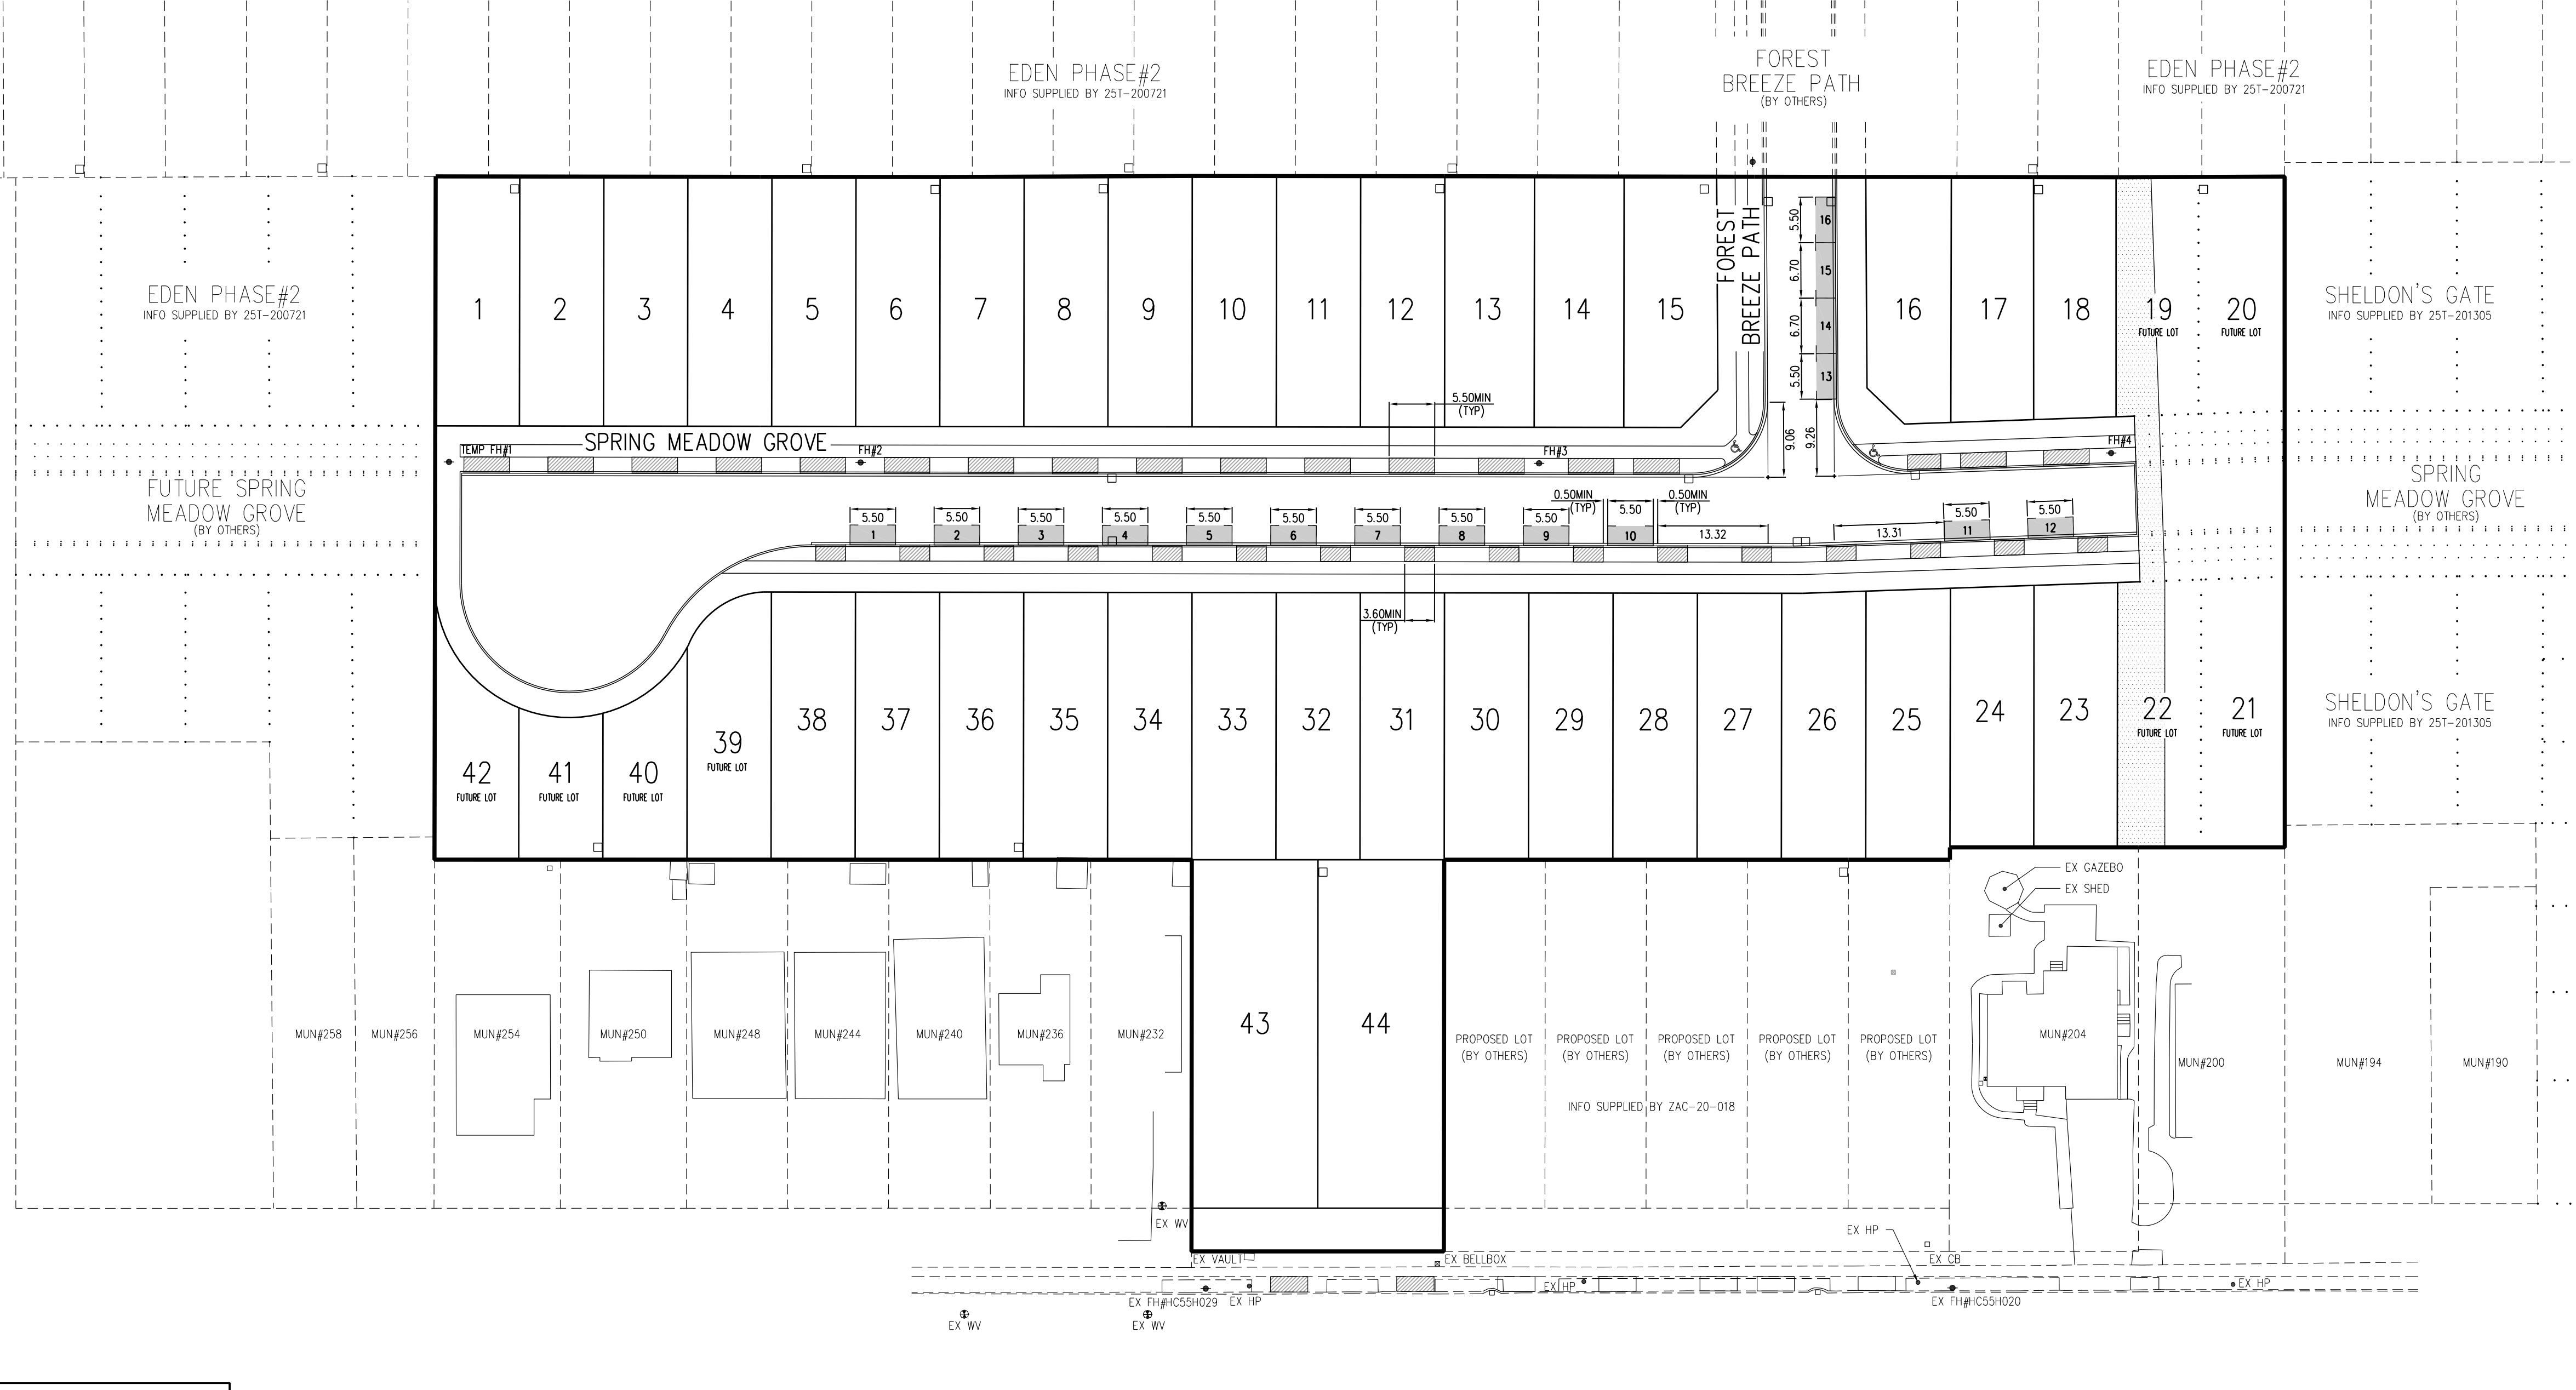 EDEN PHASE#2
INFO SUPPLIED BY 25T-200721
FOREST
BREEZE PATH
(BY OTHERS)
EDEN PHASE#2
INFO SUPPLIED BY 25T-200721
EDEN PHASE#2
INFO SUPPLIED BY 25T-200721
1
2
3
4
5
6
7
8
9
10
11
12
13
14
15
FOREST
BREEZE PATH
5.50
16
6.70
15
6.70
14
5.50
13
16
17
18
19
FUTURE LOT
20
FUTURE LOT
SHELDON'S GATE
INFO SUPPLIED BY 25T-201305
5.50MIN
(TYP)
9.06
9.26
TEMP FH#1
SPRING MEADOW GROVE
FH#2
FH#3
FH#4
FUTURE SPRING
MEADOW GROVE
(BY OTHERS)
SPRING
MEADOW GROVE
(BY OTHERS)
5.50
1
5.50
2
5.50
3
5.50
4
5.50
5
5.50
6
5.50
7
5.50
8
5.50
9
0.50MIN
(TYP)
5.50
10
0.50MIN
(TYP)
13.32
13.31
5.50
11
5.50
12
3.60MIN
(TYP)
42
FUTURE LOT
41
FUTURE LOT
40
FUTURE LOT
39
FUTURE LOT
38
37
36
35
34
33
32
31
30
29
28
27
26
25
24
23
22
FUTURE LOT
21
FUTURE LOT
SHELDON'S GATE
INFO SUPPLIED BY 25T-201305
EX GAZEBO
EX SHED
MUN#258
MUN#256
MUN#254
MUN#250
MUN#248
MUN#244
MUN#240
MUN#236
MUN#232
43
44
PROPOSED LOT
(BY OTHERS)
PROPOSED LOT
(BY OTHERS)
PROPOSED LOT
(BY OTHERS)
PROPOSED LOT
(BY OTHERS)
PROPOSED LOT
(BY OTHERS)
INFO SUPPLIED BY ZAC-20-018
MUN#204
MUN#200
MUN#194
MUN#190
EX WV
EX VAULT
EX BELLBOX
EX HP
EX CB
EX FH#HC55H029
EX HP
EX HP
EX FH#HC55H020
EX HP
EX WV
EX WV